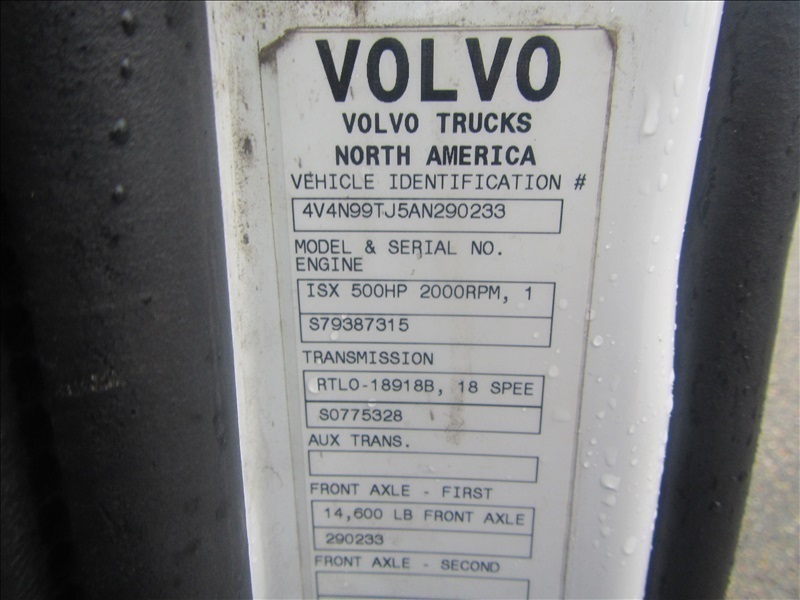 VOLVO
VOLVO TRUCKS
NORTH AMERICA
VEHICLE IDENTIFICATION #
4V4N99TJ5AN290233
MODEL & SERIAL NO.
ENGINE
ISX 500HP 2000RPM, 1
S79387315
TRANSMISSION
RTLO-18918B, 18 SPEE
S0775328
AUX TRANS.
FRONT AXLE - FIRST
14,600 LB FRONT AXLE
290233
FRONT AXLE - SECOND